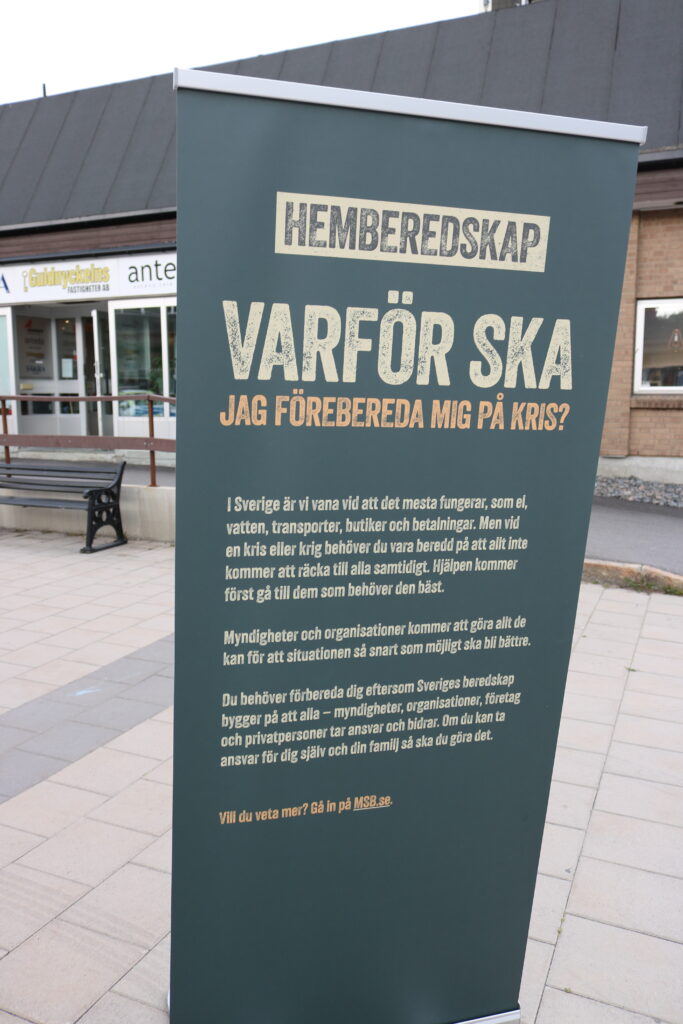 HEMBEREDSKAP
VARFÖR SKA
JAG FÖREBEREDA MIG PÅ KRIS?
I Sverige är vi vana vid att det mesta fungerar, som el,
vatten, transporter, butiker och betalningar. Men vid
en kris eller krig behöver du vara beredd på att allt inte
kommer att räcka till alla samtidigt. Hjälpen kommer
först gå till dem som behöver den bäst.
Myndigheter och organisationer kommer att göra allt de
kan för att situationen så snart som möjligt ska bli bättre.
Du behöver förbereda dig eftersom Sveriges beredskap
bygger på att alla – myndigheter, organisationer, företag
och privatpersoner tar ansvar och bidrar. Om du kan ta
ansvar för dig själv och din familj så ska du göra det.
Vill du veta mer? Gå in på MSB.se.
Guldnyckelns
FASTIGHETER AB
ante